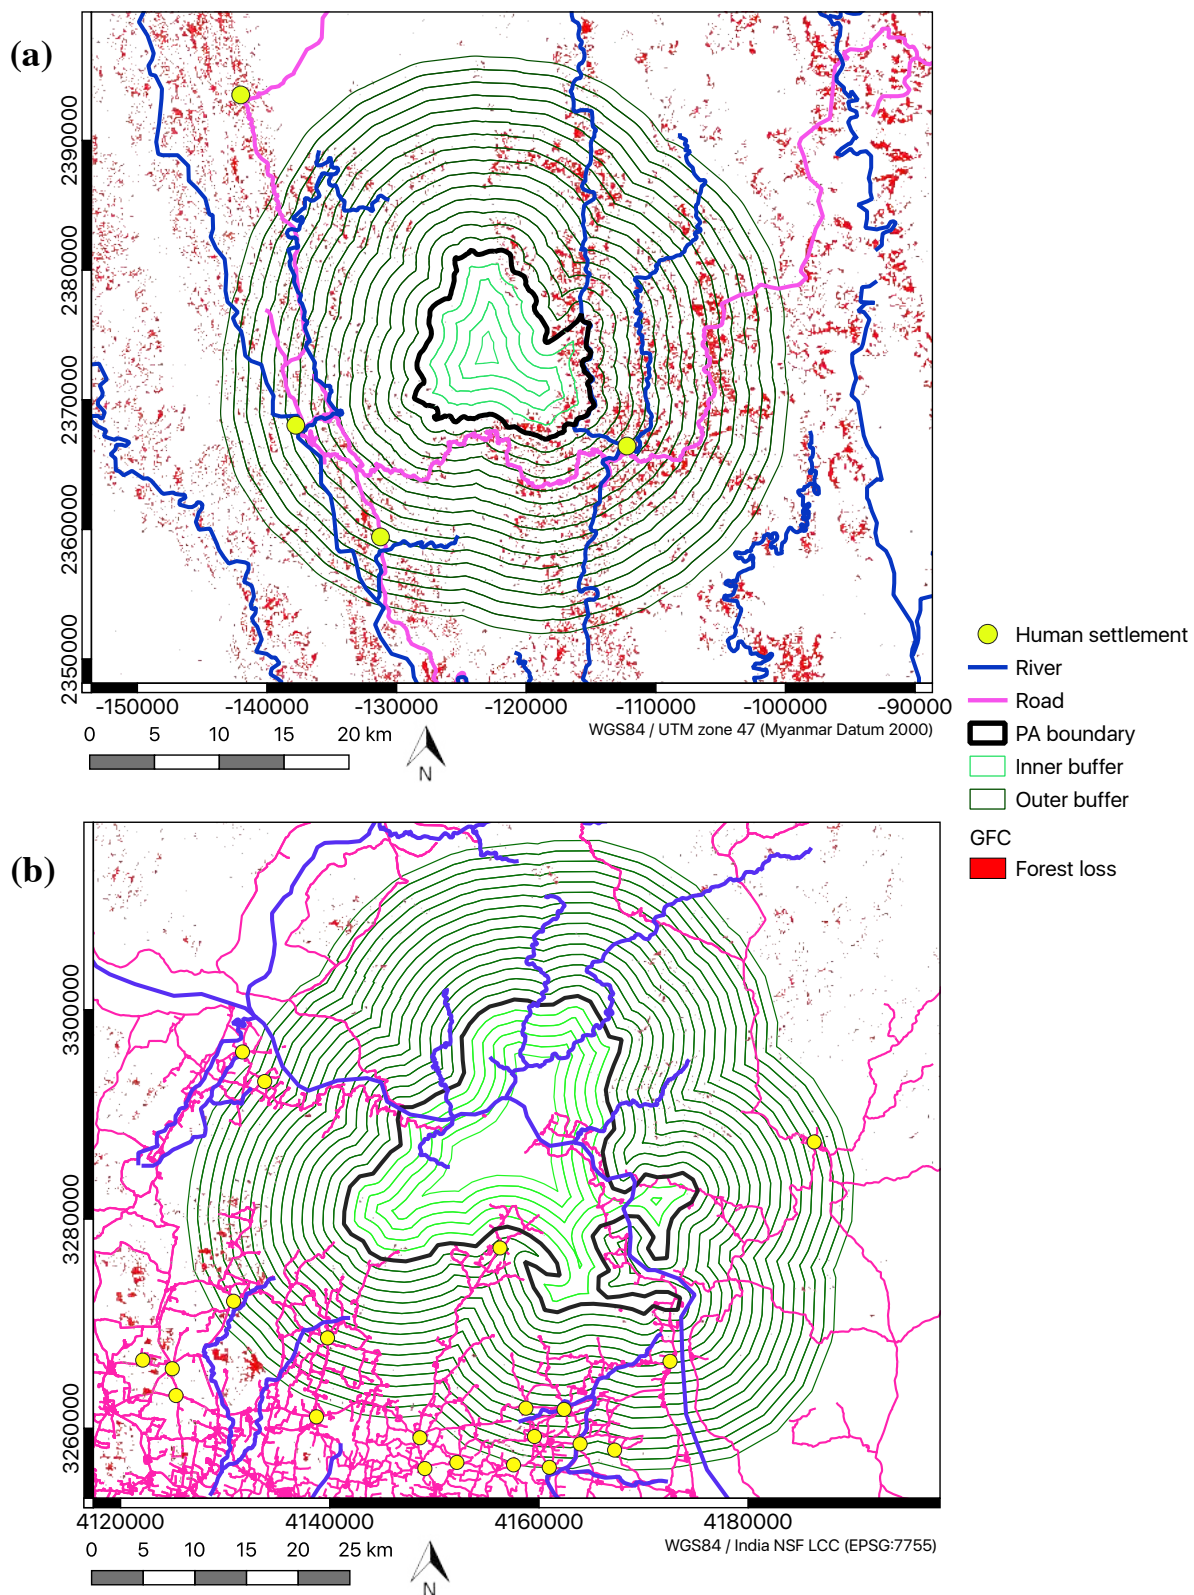 (a)
2390000
2380000
2370000
2360000
2350000
-150000 -140000 -130000 -120000 -110000 -100000 -90000
0 5 10 15 20 km
WGS84 / UTM zone 47 (Myanmar Datum 2000)
N
Human settlement
River
Road
PA boundary
Inner buffer
Outer buffer
GFC
Forest loss
(b)
3300000
3280000
3260000
4120000 4140000 4160000 4180000
0 5 10 15 20 25 km
WGS84 / India NSF LCC (EPSG:7755)
N